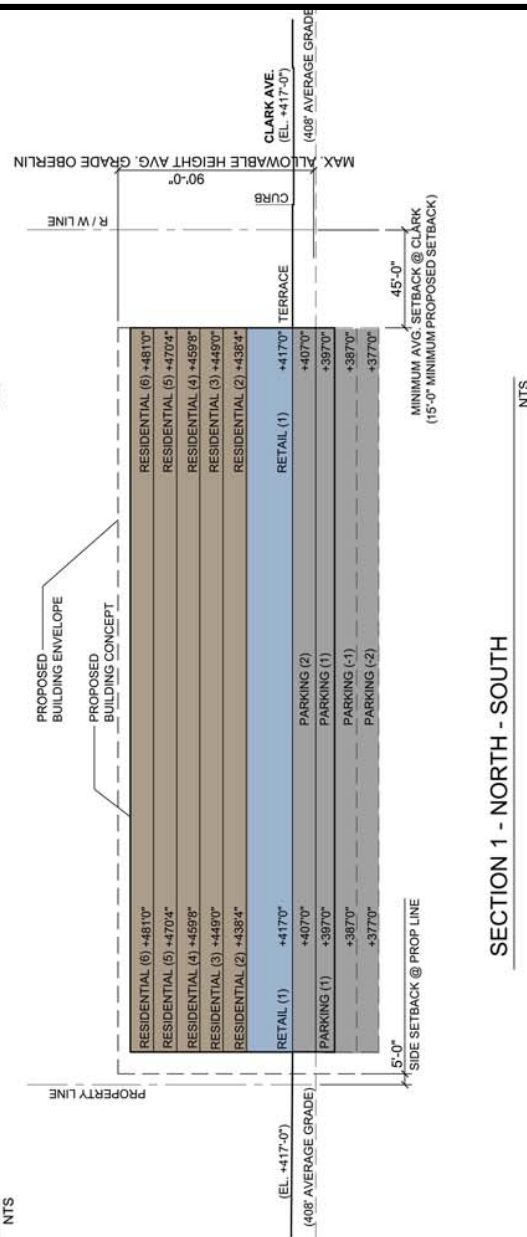 NTS
PROPOSED
BUILDING ENVELOPE
PROPOSED
BUILDING CONCEPT
PROPERTY LINE
R / W LINE
MAX. ALLOWABLE HEIGHT AVG. GRADE OBERLIN
90'-0"
CURB
CLARK AVE.
(EL. +417'-0")
(408' AVERAGE GRADE)
RESIDENTIAL (6) +481'0" RESIDENTIAL (6) +481'0"
RESIDENTIAL (5) +470'4" RESIDENTIAL (5) +470'4"
RESIDENTIAL (4) +459'8" RESIDENTIAL (4) +459'8"
RESIDENTIAL (3) +449'0" RESIDENTIAL (3) +449'0"
RESIDENTIAL (2) +438'4" RESIDENTIAL (2) +438'4"
(EL. +417'-0") RETAIL (1) +417'0" RETAIL (1) +417'0" TERRACE
(408' AVERAGE GRADE) +407'0" PARKING (2) +407'0"
PARKING (1) +397'0" PARKING (1) +397'0"
+387'0" PARKING (-1) +387'0"
+377'0" PARKING (-2) +377'0"
5'-0"
SIDE SETBACK @ PROP LINE
45'-0"
MINIMUM AVG. SETBACK @ CLARK
(15'-0" MINIMUM PROPOSED SETBACK)
SECTION 1 - NORTH - SOUTH
NTS